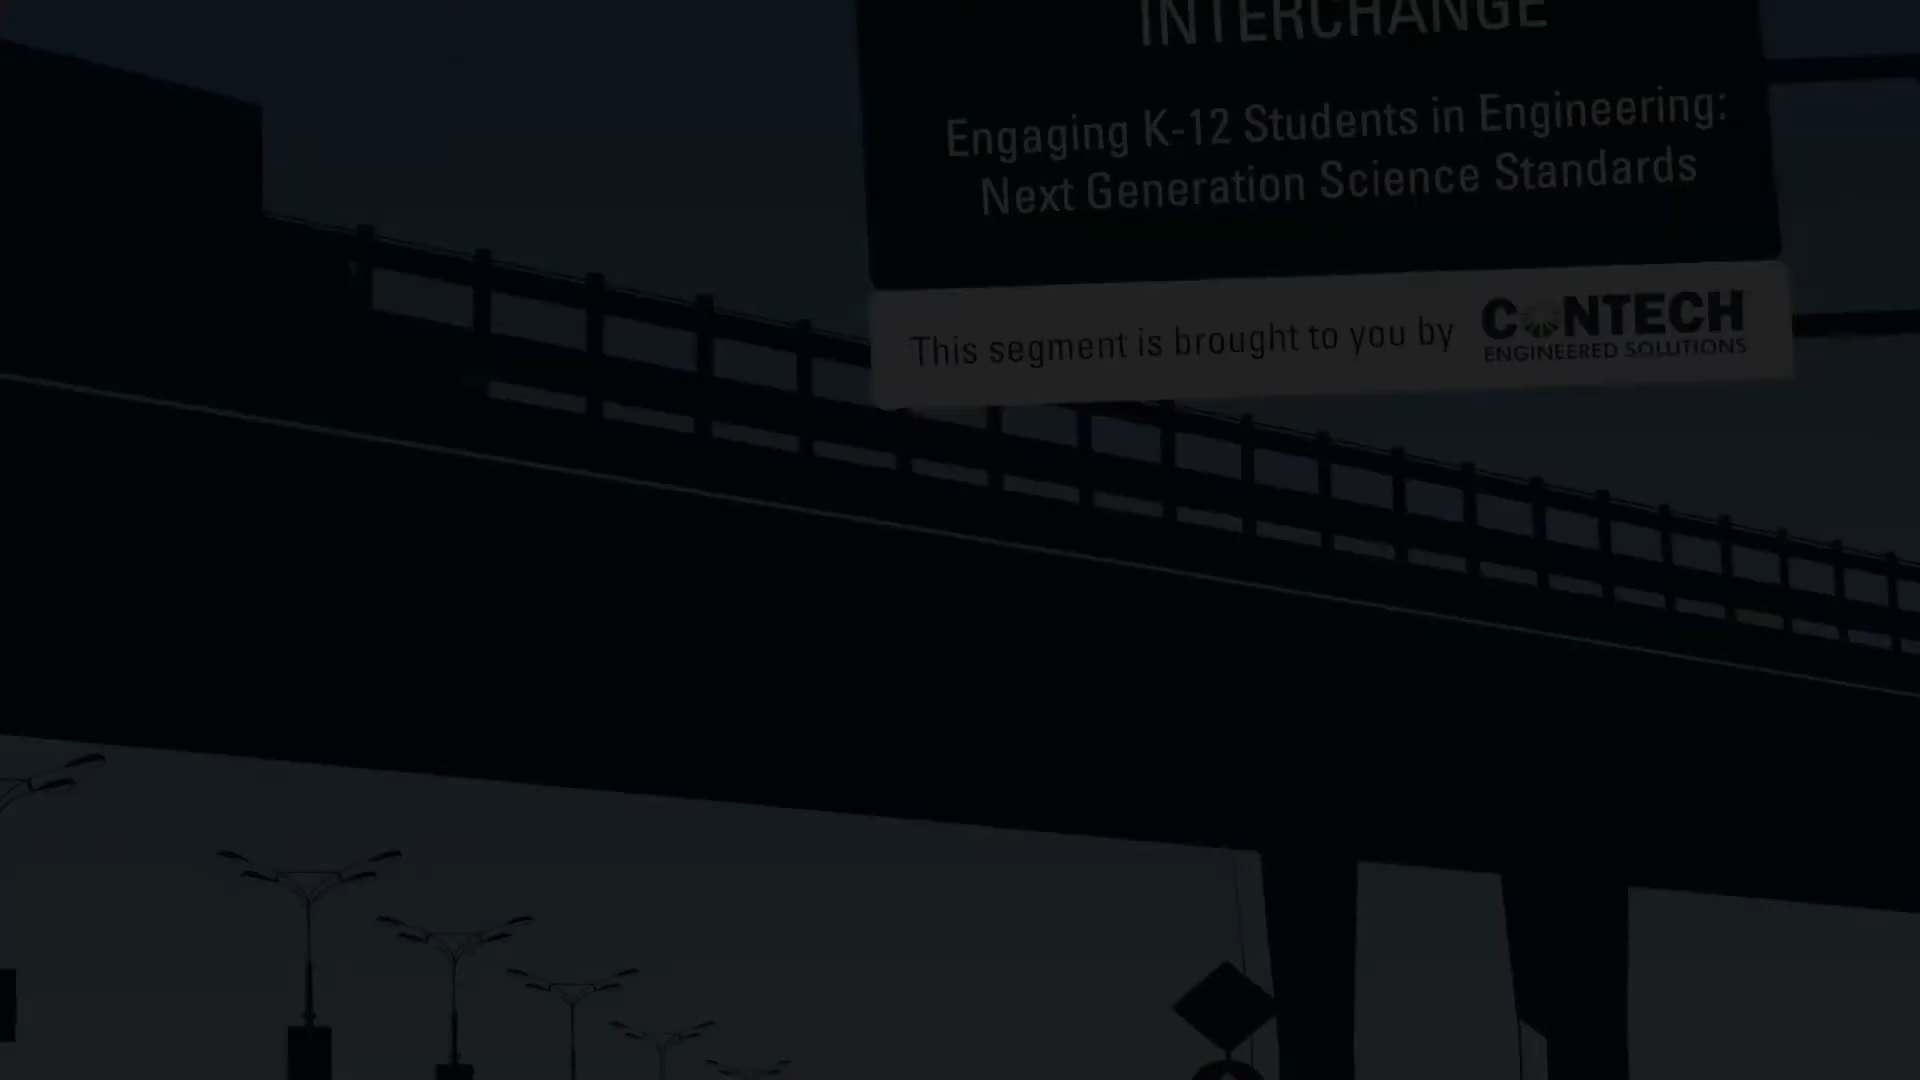 INTERCHANGE
Engaging K-12 Students in Engineering:
Next Generation Science Standards
This segment is brought to you by
CONTECH
ENGINEERED SOLUTIONS